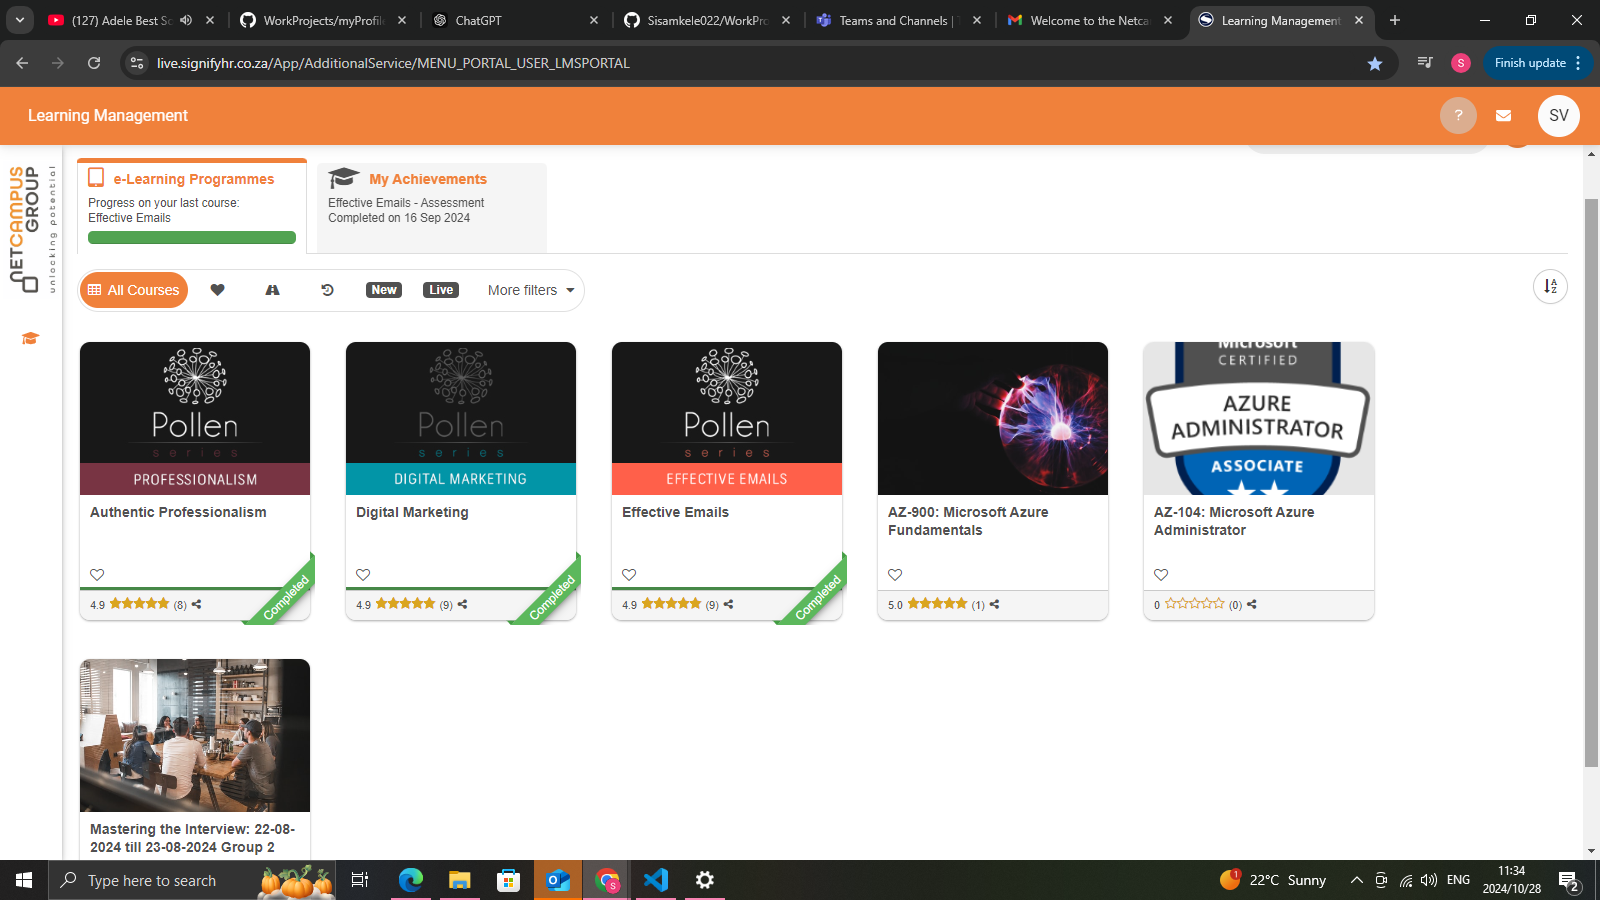 (127) Adele Best So
WorkProjects/myProfile
ChatGPT
Sisamkele022/WorkPro
Teams and Channels | T
Welcome to the Netcam
Learning Management
live.signifyhr.co.za/App/AdditionalService/MENU_PORTAL_USER_LMSPORTAL
S
Finish update
Learning Management
?
SV
NETCAMPUS
GROUP
unlocking potential
e-Learning Programmes
Progress on your last course:
Effective Emails
My Achievements
Effective Emails - Assessment
Completed on 16 Sep 2024
All Courses
New
Live
More filters
A
Z
Pollen
series
PROFESSIONALISM
Authentic Professionalism
4.9
(8)
Completed
Pollen
series
DIGITAL MARKETING
Digital Marketing
4.9
(9)
Completed
Pollen
series
EFFECTIVE EMAILS
Effective Emails
4.9
(9)
Completed
AZ-900: Microsoft Azure
Fundamentals
5.0
(1)
Microsoft
CERTIFIED
AZURE
ADMINISTRATOR
ASSOCIATE
AZ-104: Microsoft Azure
Administrator
0
(0)
Mastering the Interview: 22-08-
2024 till 23-08-2024 Group 2
Type here to search
1
22°C Sunny
ENG
11:34
2024/10/28
2